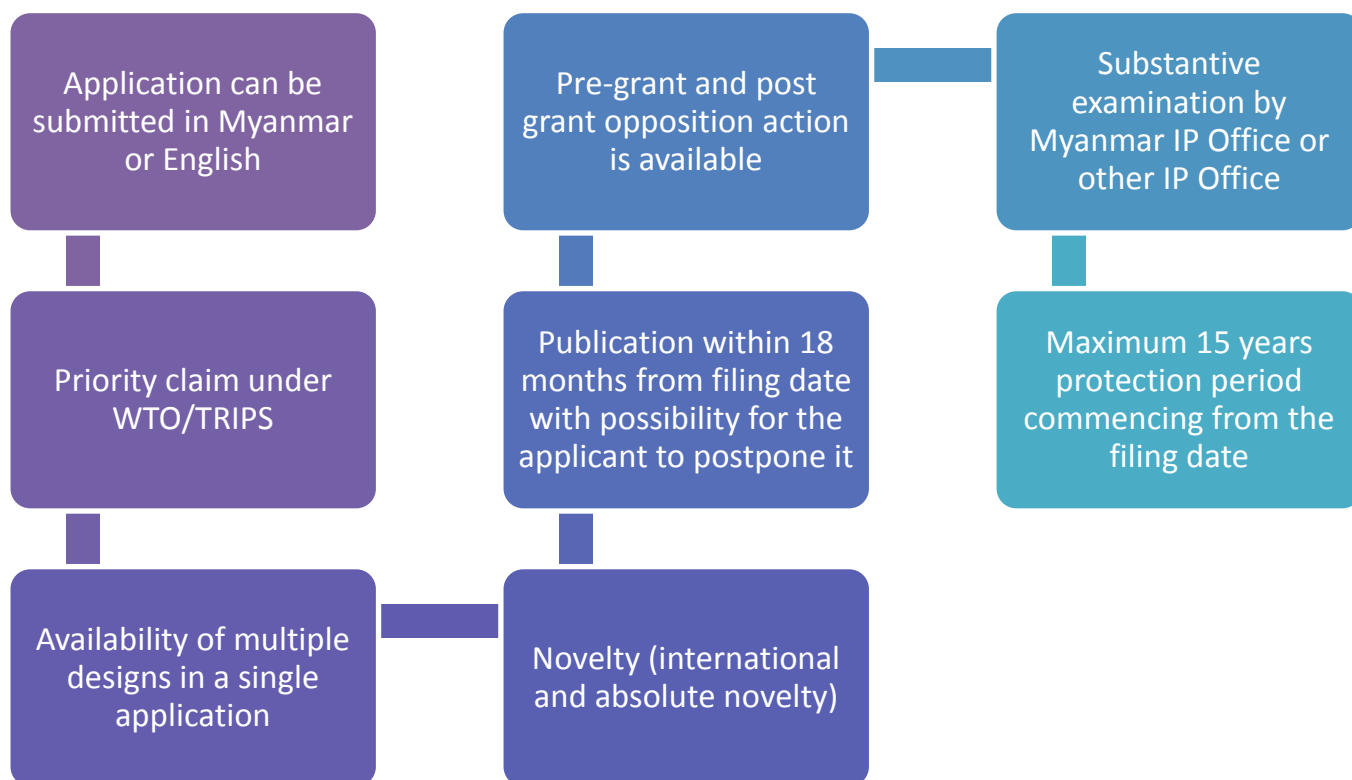 Application can be
submitted in Myanmar
or English
Priority claim under
WTO/TRIPS
Availability of multiple
designs in a single
application
Novelty (international
and absolute novelty)
Publication within 18
months from filing date
with possibility for the
applicant to postpone it
Pre-grant and post
grant opposition action
is available
Substantive
examination by
Myanmar IP Office or
other IP Office
Maximum 15 years
protection period
commencing from the
filing date